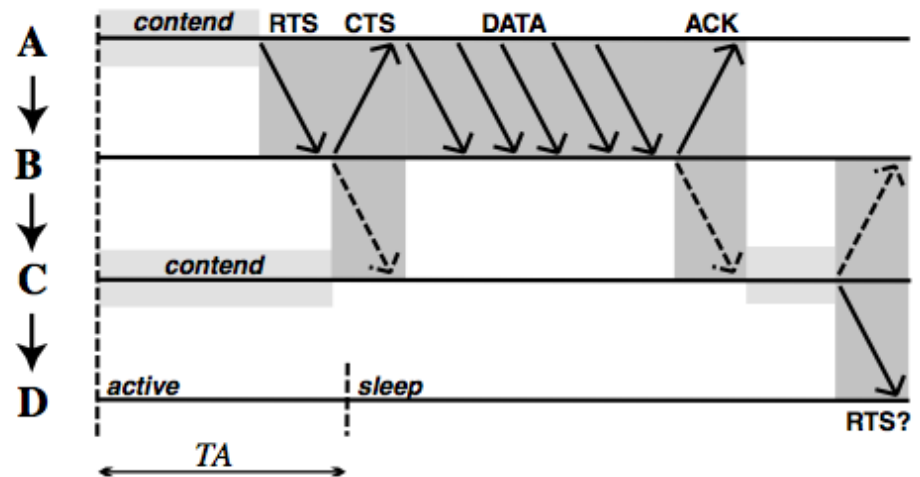 contend RTS CTS DATA ACK
A
B
contend
C
active sleep
D
RTS?
TA